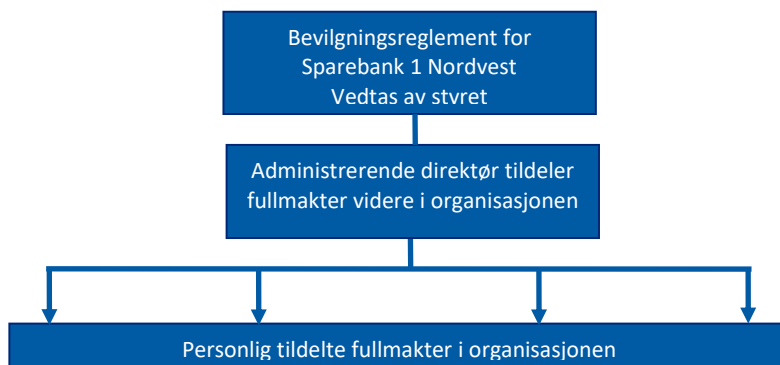 Bevilgningsreglement for
Sparebank 1 Nordvest
Vedtas av styret
Administrerende direktør tildeler
fullmakter videre i organisasjonen
Personlig tildelte fullmakter i organisasjonen